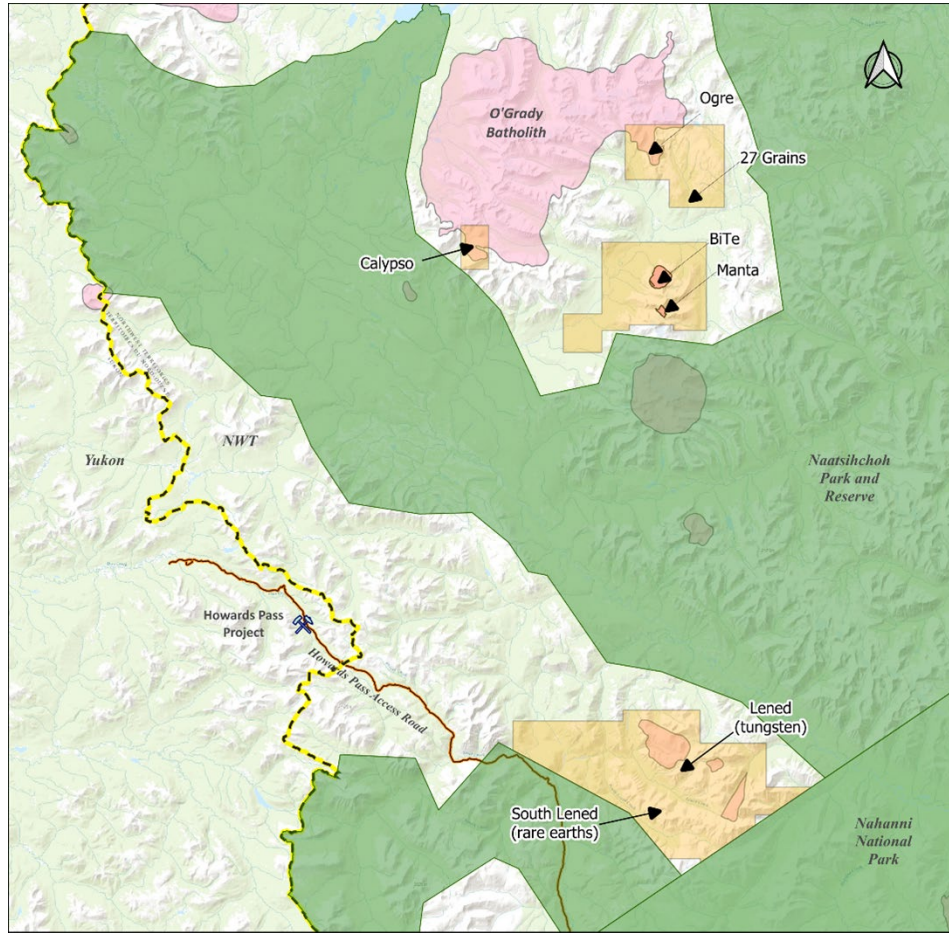 O'Grady
Batholith
Ogre
27 Grains
BiTe
Manta
Calypso
NWT
Yukon
Naatsihchoh
Park and
Reserve
Howards Pass
Project
Howards Pass Access Road
Lened
(tungsten)
South Lened
(rare earths)
Nahanni
National
Park